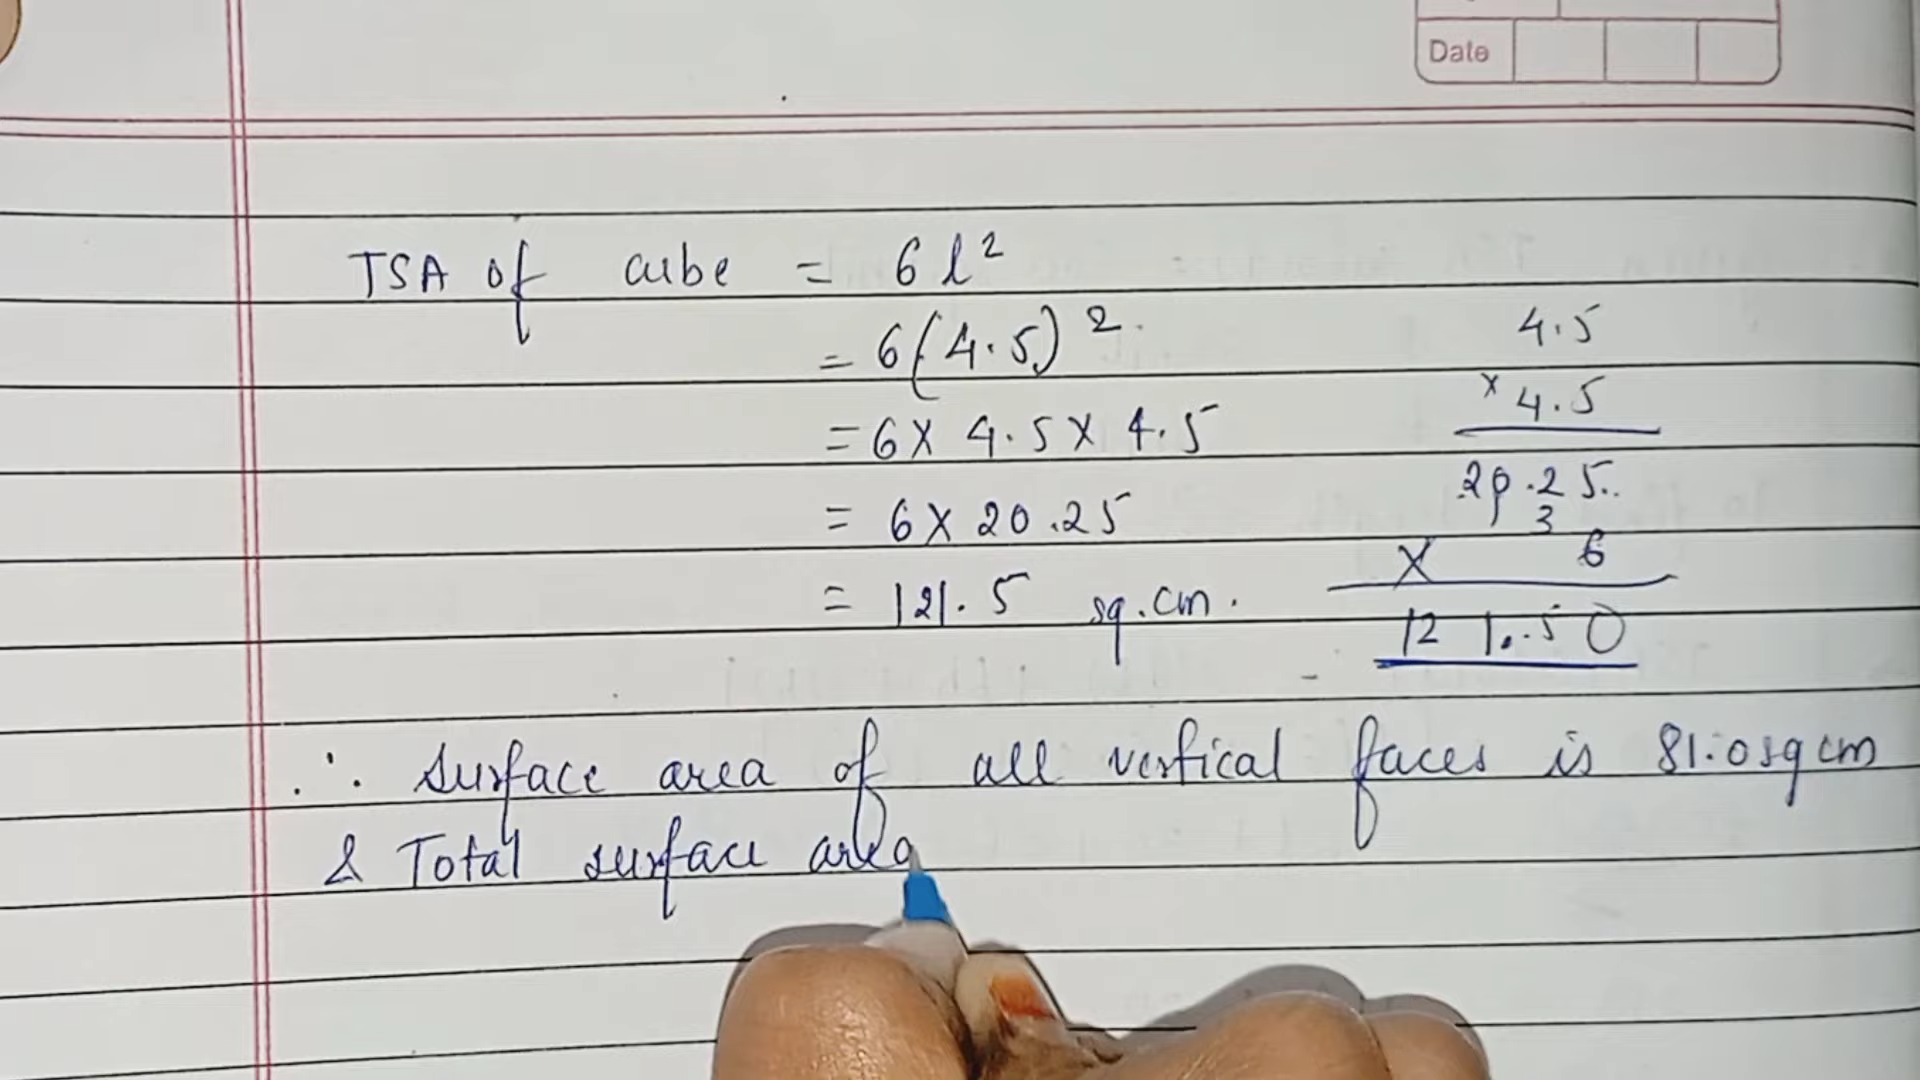 Date
TSA of cube = 6 l²
= 6(4.5)²
4.5
= 6 X 4.5 X 4.5
x 4.5
20.25
= 6 X 20.25
3
X 6
= 121.5 sq.cm.
121.50
∴ surface area of all vertical faces is 81.0 sq cm
& Total surface area